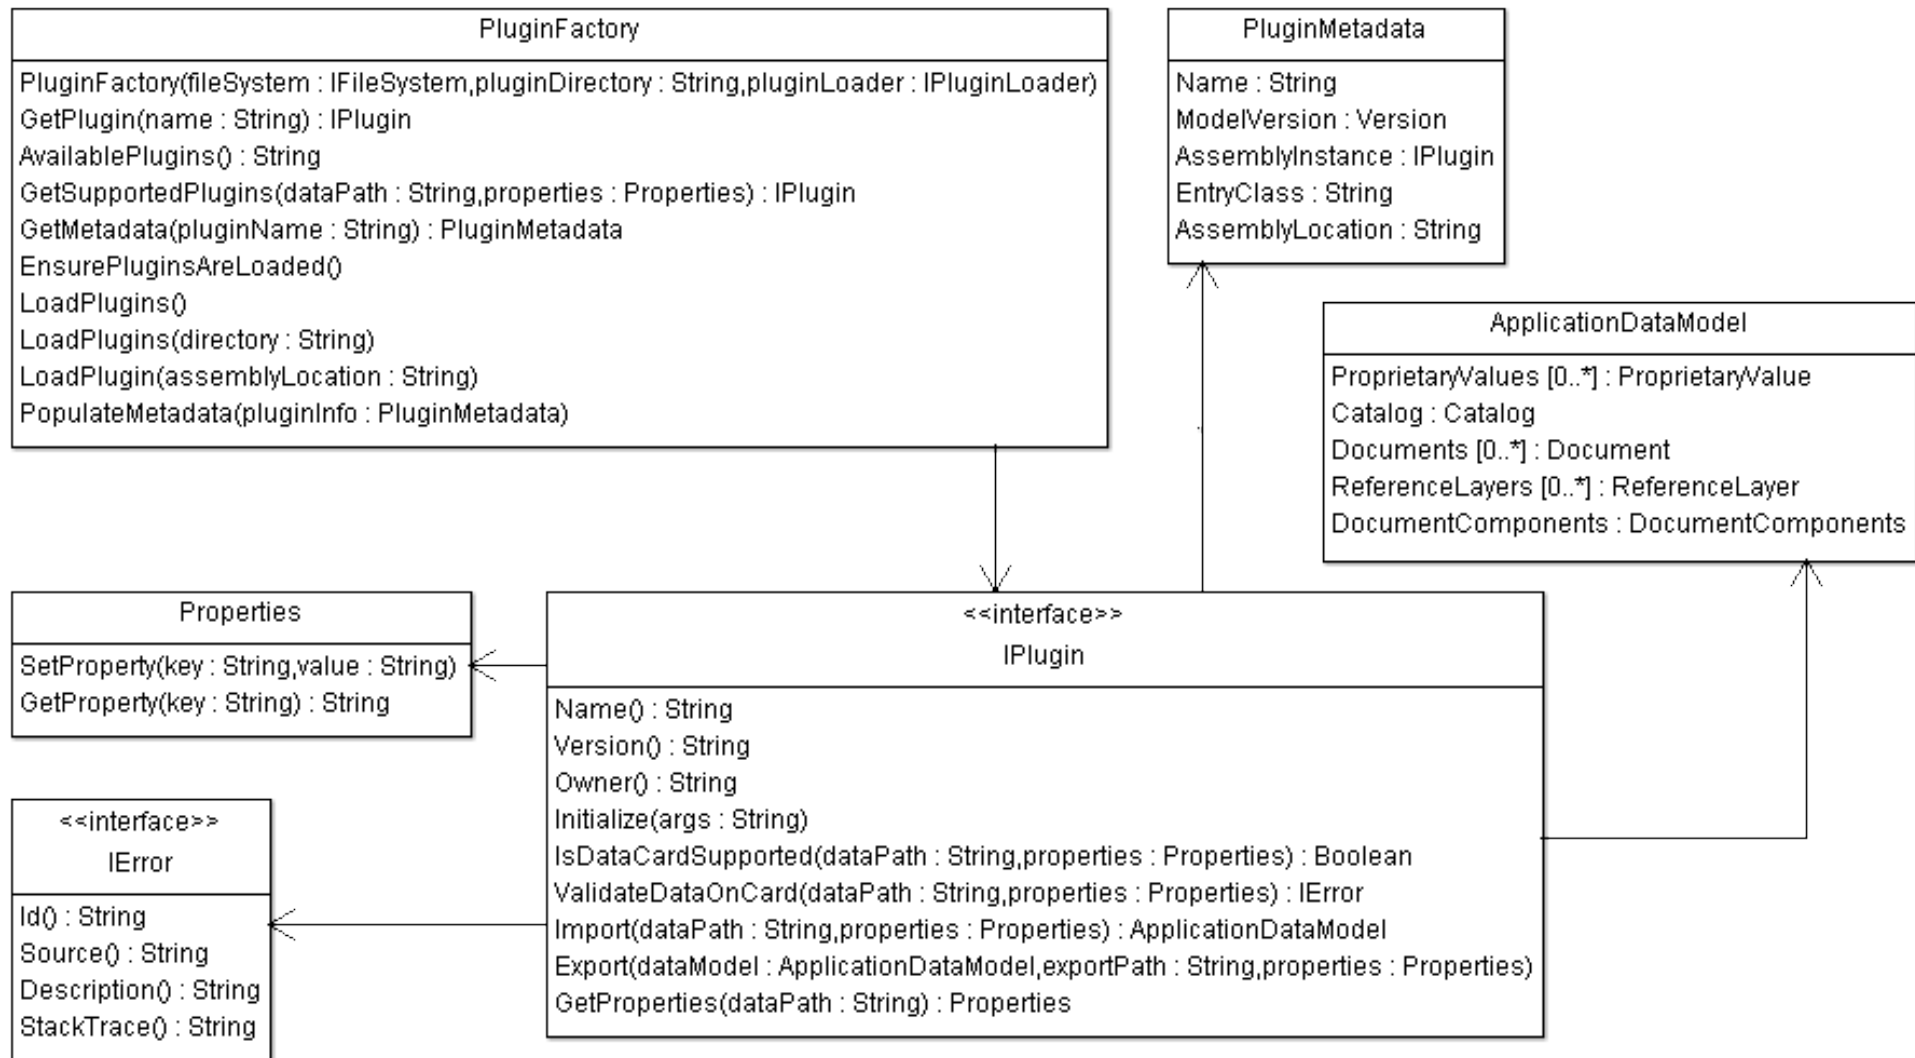 PluginFactory
PluginFactory(fileSystem : IFileSystem,pluginDirectory : String,pluginLoader : IPluginLoader)
GetPlugin(name : String) : IPlugin
AvailablePlugins() : String
GetSupportedPlugins(dataPath : String,properties : Properties) : IPlugin
GetMetadata(pluginName : String) : PluginMetadata
EnsurePluginsAreLoaded()
LoadPlugins()
LoadPlugins(directory : String)
LoadPlugin(assemblyLocation : String)
PopulateMetadata(pluginInfo : PluginMetadata)
PluginMetadata
Name : String
ModelVersion : Version
AssemblyInstance : IPlugin
EntryClass : String
AssemblyLocation : String
ApplicationDataModel
ProprietaryValues [0..*] : ProprietaryValue
Catalog : Catalog
Documents [0..*] : Document
ReferenceLayers [0..*] : ReferenceLayer
DocumentComponents : DocumentComponents
Properties
SetProperty(key : String,value : String)
GetProperty(key : String) : String
<<interface>>
IPlugin
Name() : String
Version() : String
Owner() : String
Initialize(args : String)
IsDataCardSupported(dataPath : String,properties : Properties) : Boolean
ValidateDataOnCard(dataPath : String,properties : Properties) : IError
Import(dataPath : String,properties : Properties) : ApplicationDataModel
Export(dataModel : ApplicationDataModel,exportPath : String,properties : Properties)
GetProperties(dataPath : String) : Properties
<<interface>>
IError
Id() : String
Source() : String
Description() : String
StackTrace() : String